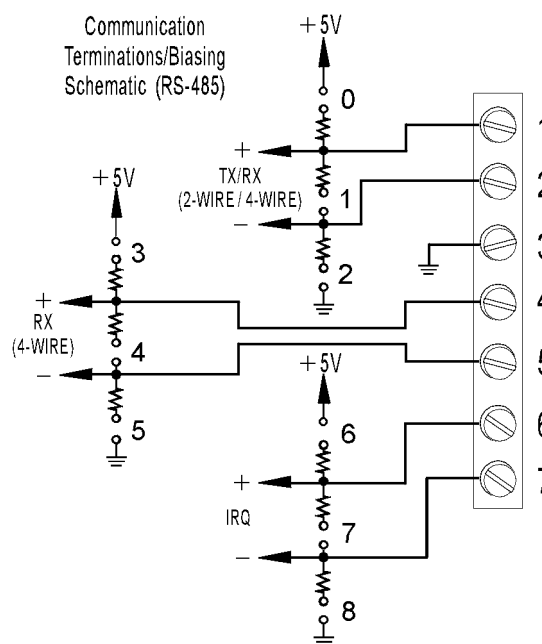 Communication
Terminations/Biasing
Schematic (RS-485)
+5V
0
+
TX/RX
(2-WIRE / 4-WIRE)
1
−
2
+5V
3
+
RX
(4-WIRE)
4
−
5
+5V
6
+
IRQ
7
−
8
1
2
3
4
5
6
7